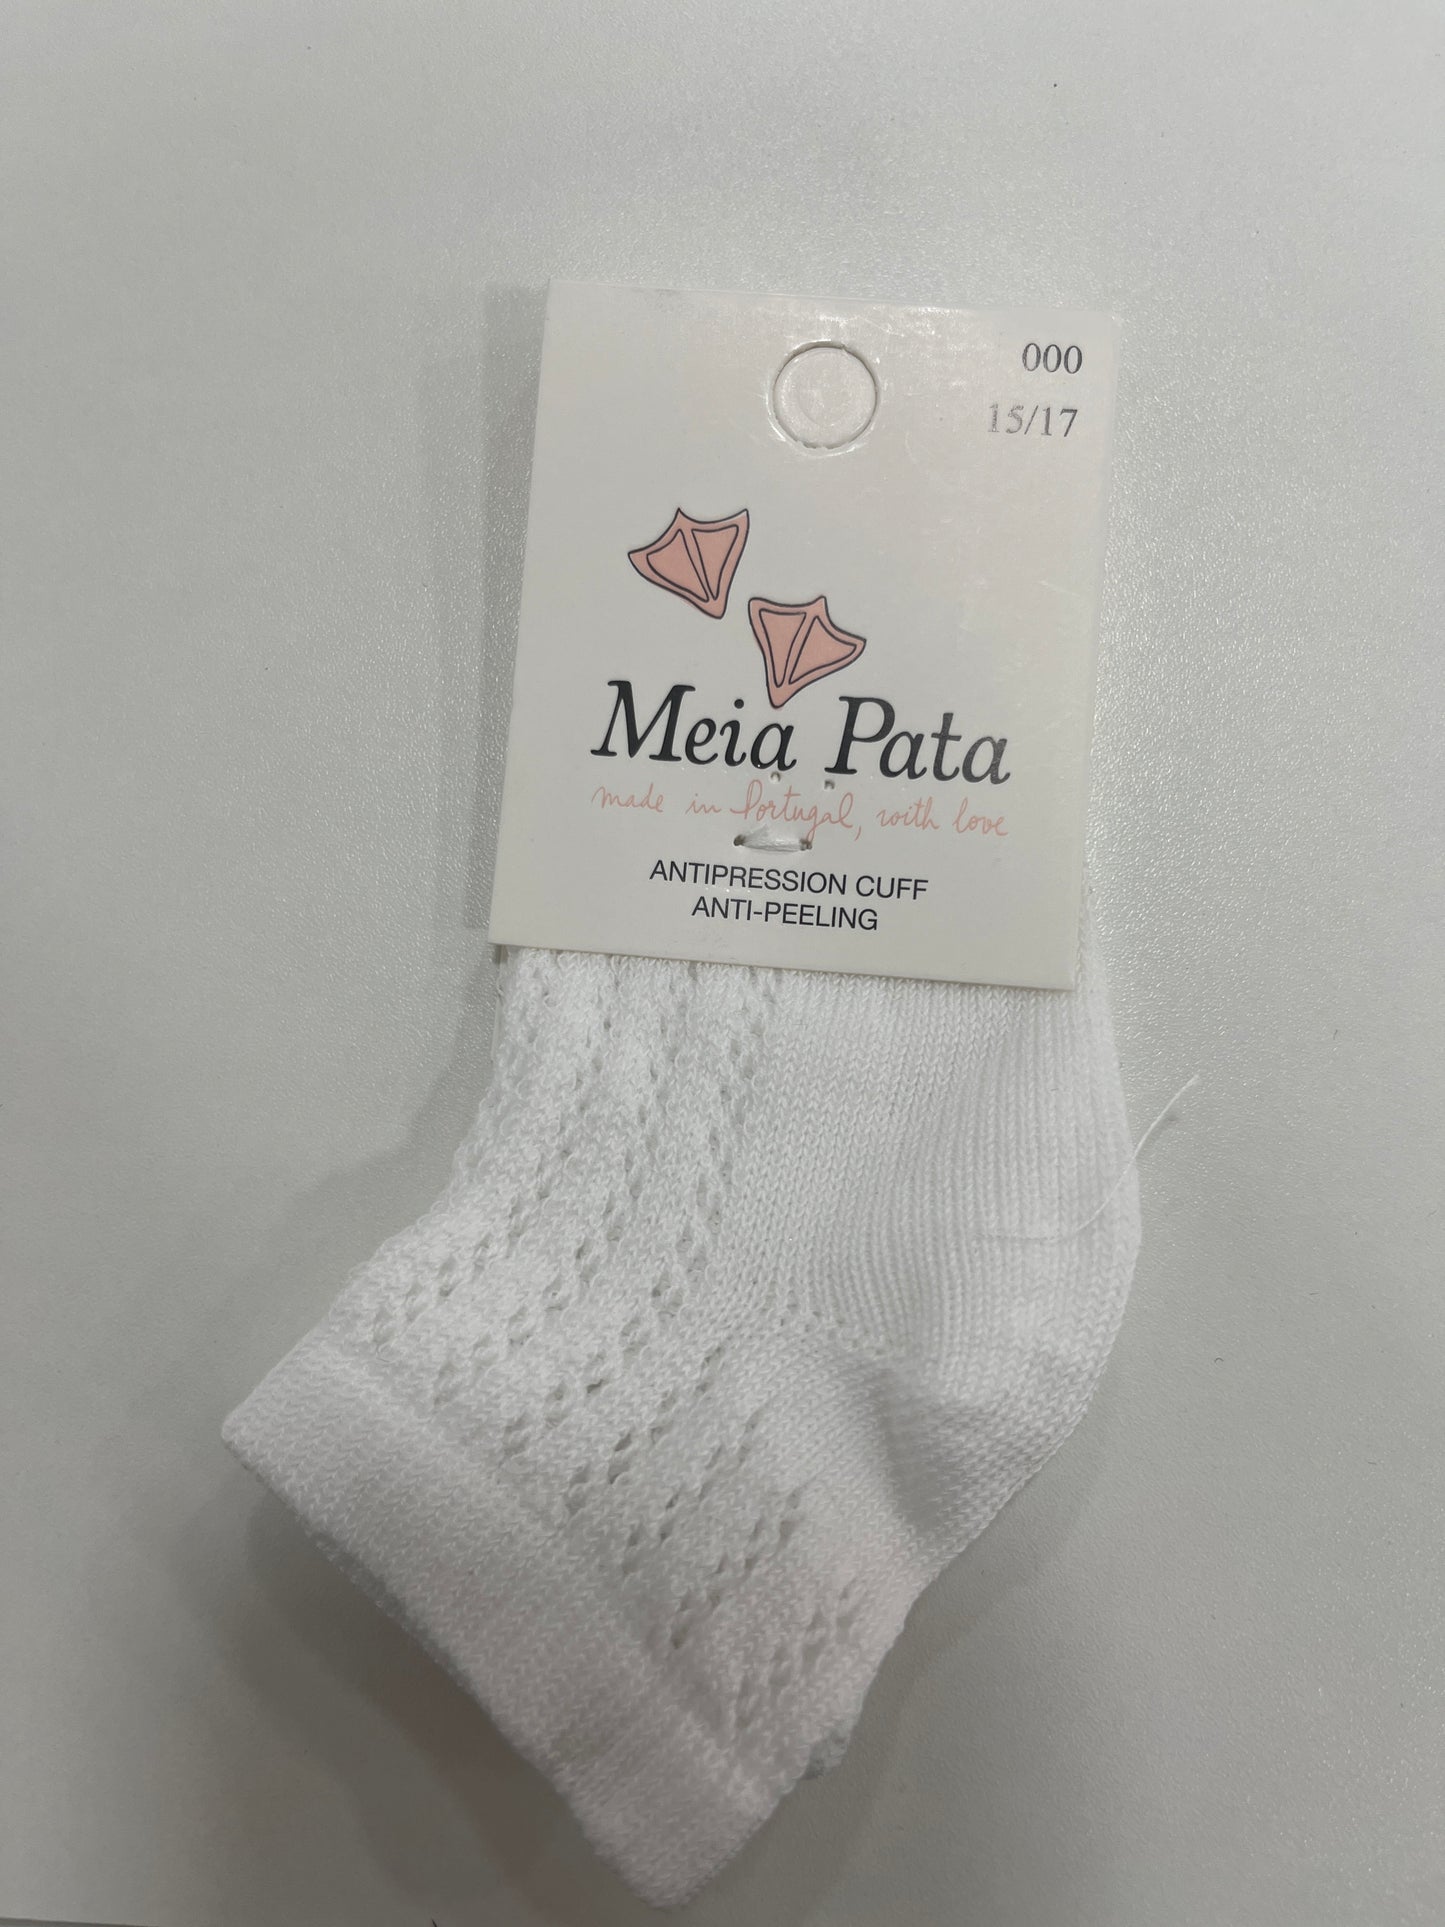 000
15/17
Meia Pata
made in Portugal, with love
ANTIPRESSION CUFF
ANTI-PEELING